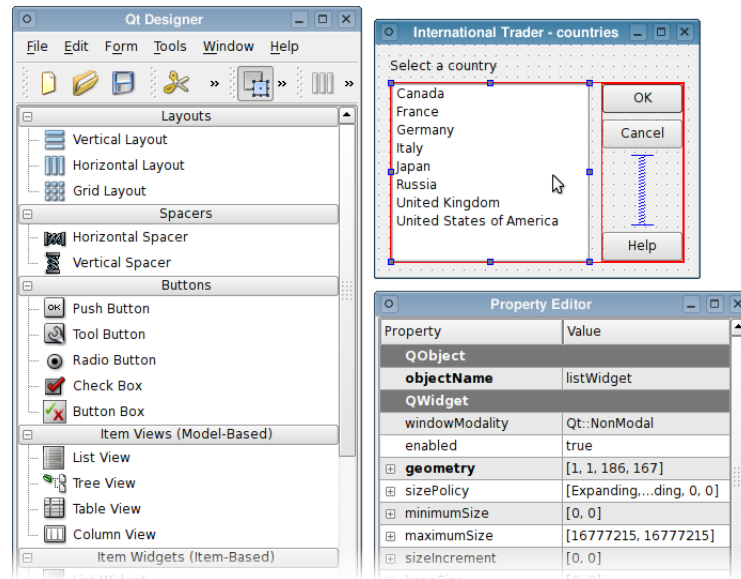 Qt Designer
File Edit Form Tools Window Help
» » »
Layouts
Vertical Layout
Horizontal Layout
Grid Layout
Spacers
Horizontal Spacer
Vertical Spacer
Buttons
OK Push Button
Tool Button
Radio Button
Check Box
Button Box
Item Views (Model-Based)
List View
Tree View
Table View
Column View
Item Widgets (Item-Based)
List Widget
International Trader - countries
Select a country
Canada
France
Germany
Italy
Japan
Russia
United Kingdom
United States of America
OK
Cancel
Help
Property Editor
Property Value
QObject
objectName listWidget
QWidget
windowModality Qt::NonModal
enabled true
geometry [1, 1, 186, 167]
sizePolicy [Expanding,...ding, 0, 0]
minimumSize [0, 0]
maximumSize [16777215, 16777215]
sizeIncrement [0, 0]
baseSize [0, 0]